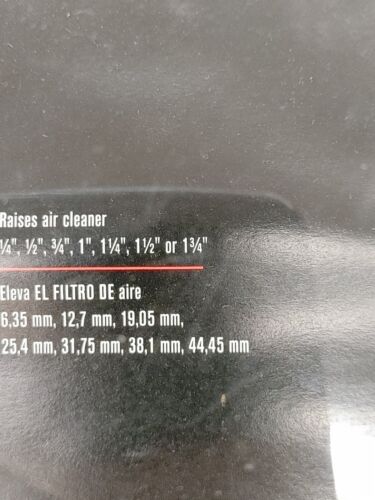 Raises air cleaner
¼", ½", ¾", 1", 1¼", 1½" or 1¾"
Eleva EL FILTRO DE aire
6,35 mm, 12,7 mm, 19,05 mm,
25,4 mm, 31,75 mm, 38,1 mm, 44,45 mm